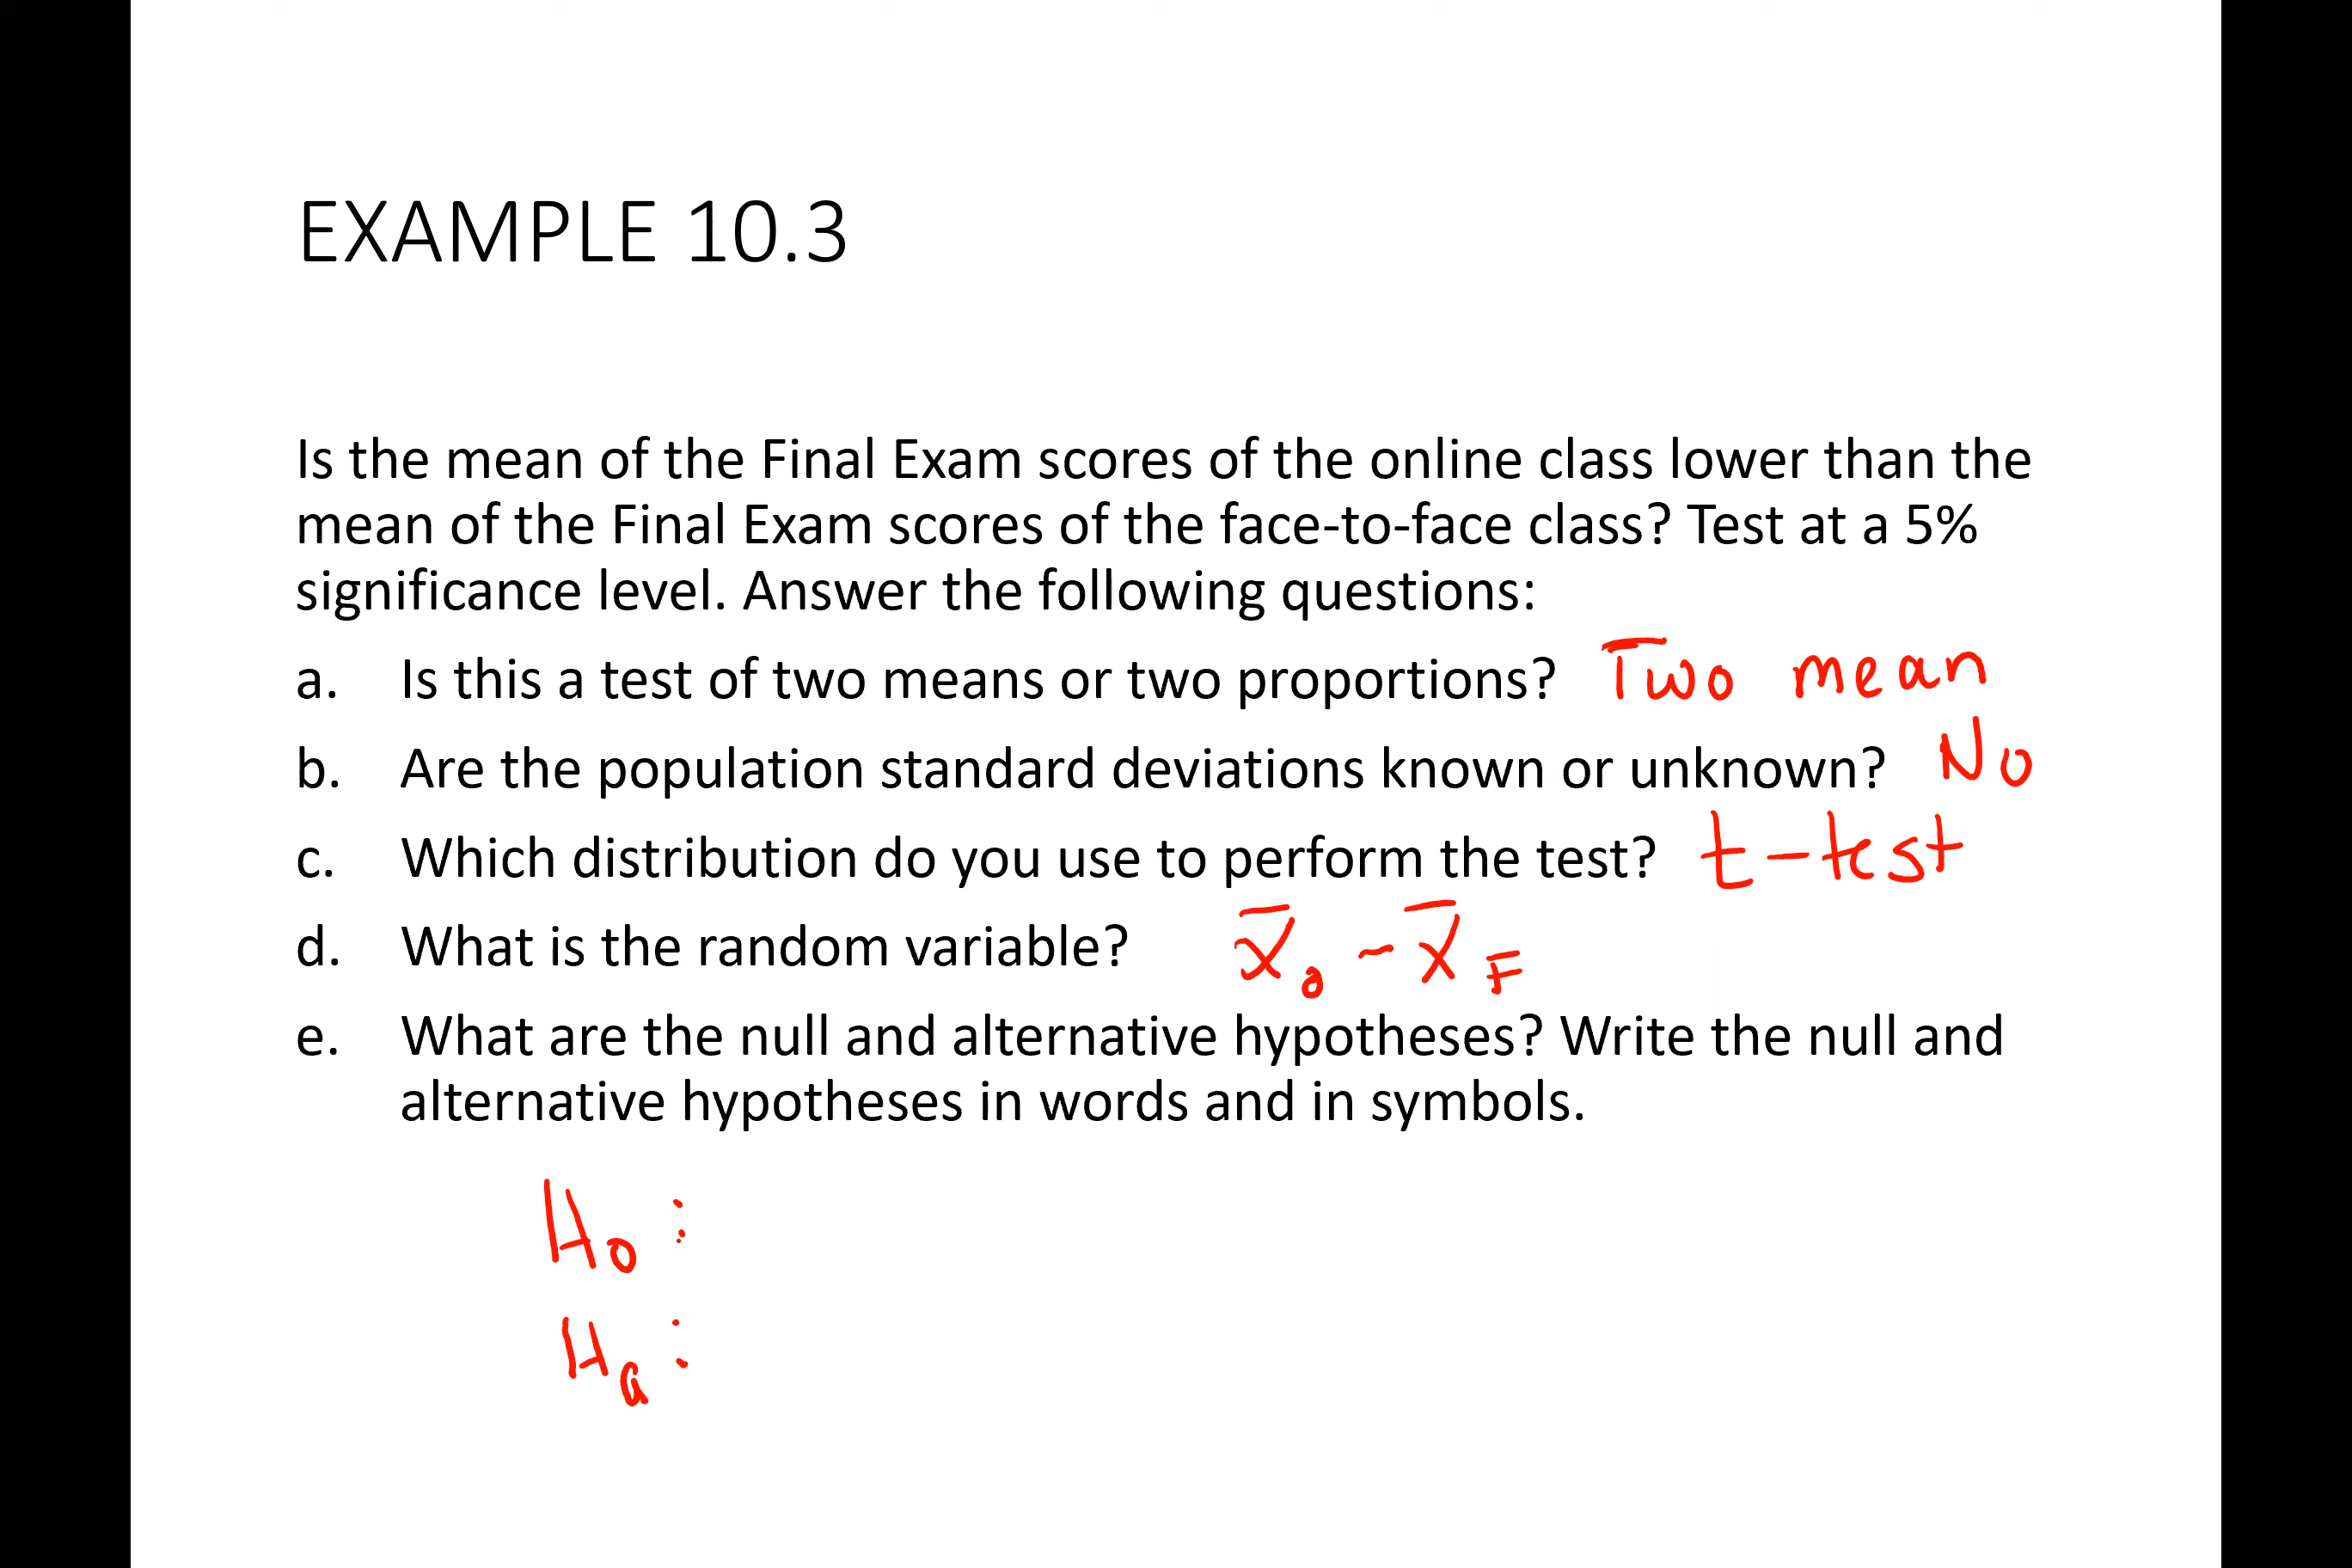 EXAMPLE 10.3
Is the mean of the Final Exam scores of the online class lower than the
mean of the Final Exam scores of the face-to-face class? Test at a 5%
significance level. Answer the following questions:
a. Is this a test of two means or two proportions? Two mean
b. Are the population standard deviations known or unknown? No
c. Which distribution do you use to perform the test? t-test
d. What is the random variable? x̄₀ - x̄F
e. What are the null and alternative hypotheses? Write the null and
alternative hypotheses in words and in symbols.
H₀:
Hₐ: